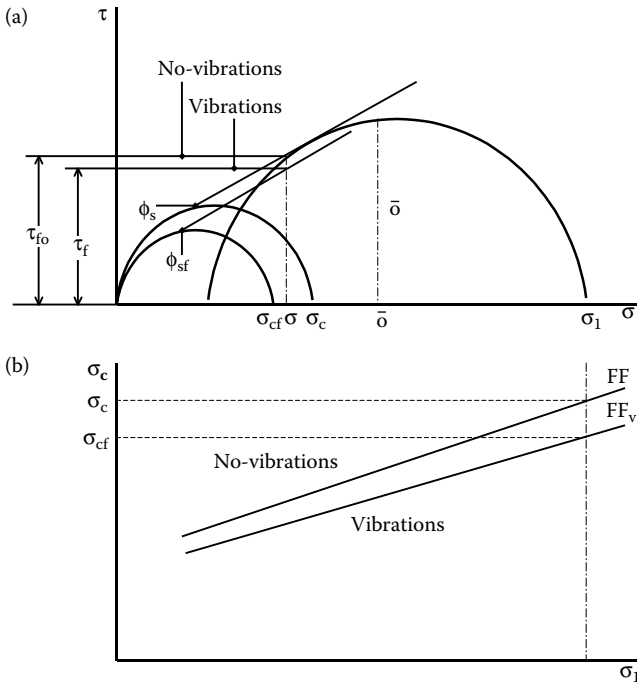 (a)
τ
No-vibrations
Vibrations
ϕs
τfo
τf
ϕsf
ō
σcf σ σc ō σ1 σ
(b)
σc
σc
σcf
FF
FFv
No-vibrations
Vibrations
σ1